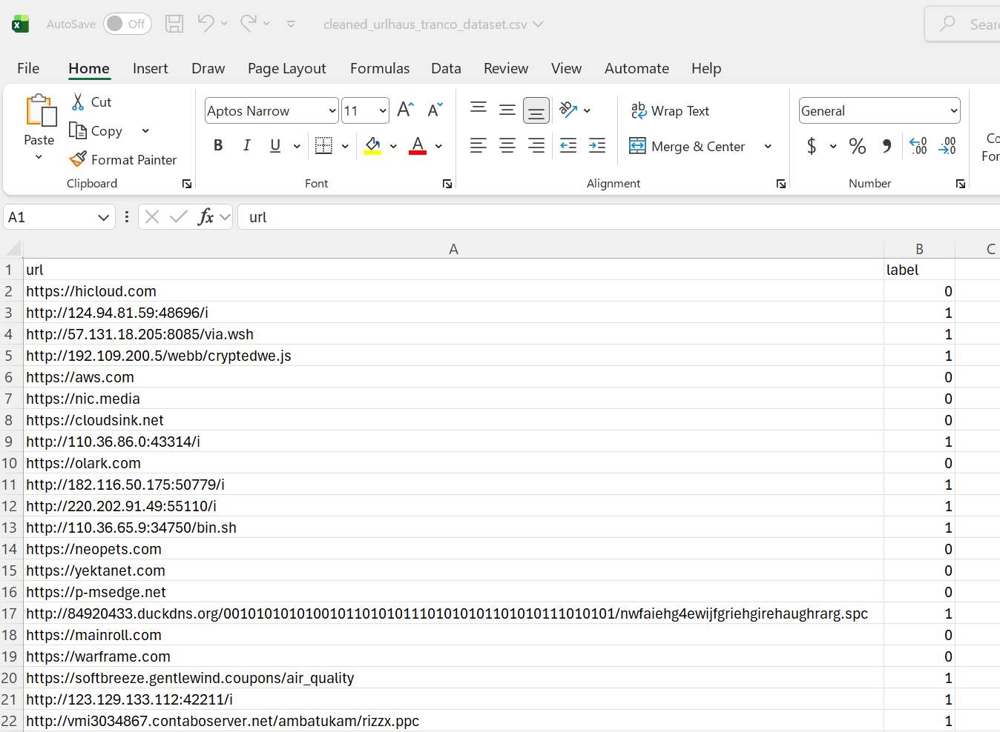 AutoSave Off cleaned_urlhaus_tranco_dataset.csv
File Home Insert Draw Page Layout Formulas Data Review View Automate Help
Paste
Cut
Copy
Format Painter
Clipboard
Aptos Narrow 11
B I U
Font
Wrap Text
Merge & Center
Alignment
General
$ % 9 .00 .00
Number
A1 fx url
A B C
1 url label
2 https://hicloud.com 0
3 http://124.94.81.59:48696/i 1
4 http://57.131.18.205:8085/via.wsh 1
5 http://192.109.200.5/webb/cryptedwe.js 1
6 https://aws.com 0
7 https://nic.media 0
8 https://cloudsink.net 0
9 http://110.36.86.0:43314/i 1
10 https://olark.com 0
11 http://182.116.50.175:50779/i 1
12 http://220.202.91.49:55110/i 1
13 http://110.36.65.9:34750/bin.sh 1
14 https://neopets.com 0
15 https://yektanet.com 0
16 https://p-msedge.net 0
17 http://84920433.duckdns.org/0010101010100101101010111010101011010101110101​01/nwfaiehg4ewijfgriehgirehaughrarg.spc 1
18 https://mainroll.com 0
19 https://warframe.com 0
20 https://softbreeze.gentlewind.coupons/air_quality 1
21 http://123.129.133.112:42211/i 1
22 http://vmi3034867.contaboserver.net/ambatukam/rizzx.ppc 1